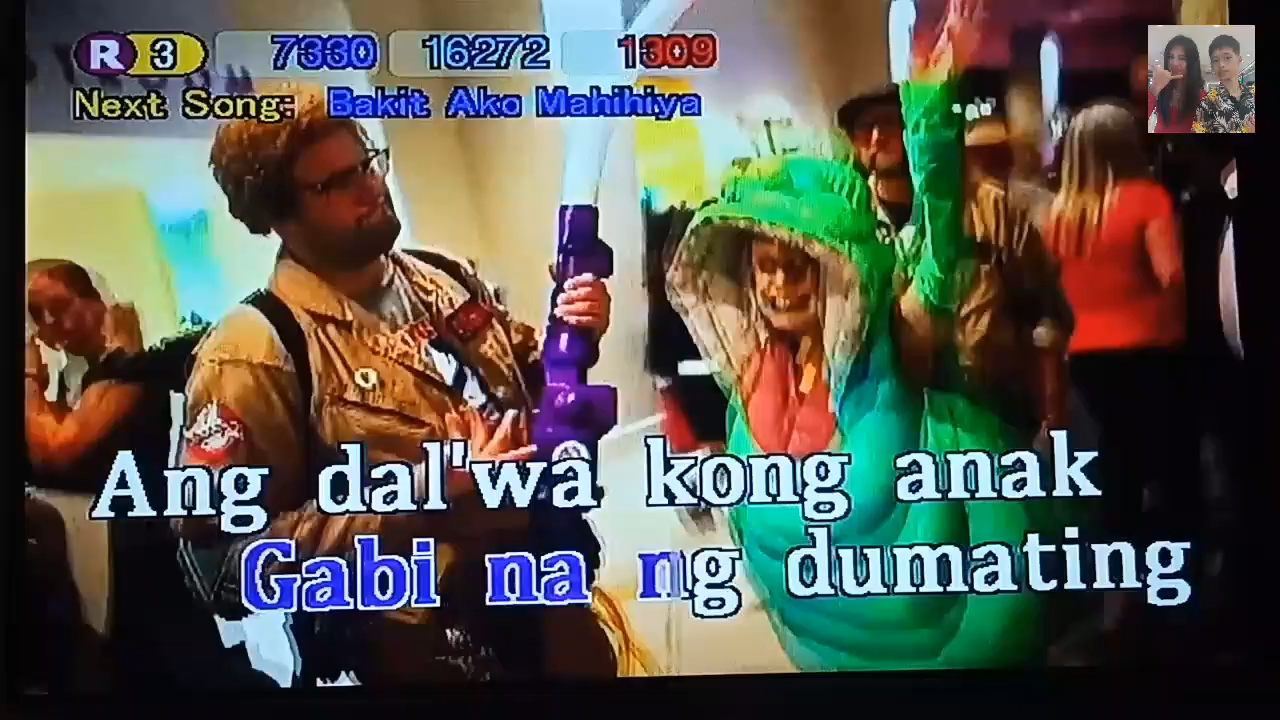 R 3 7330 16272 1309
Next Song: Bakit Ako Mahihiya
Ang dal'wa kong anak
Gabi na ng dumating